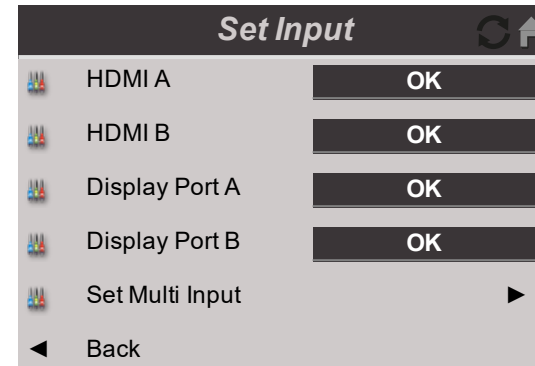 Set Input
HDMI A OK
HDMI B OK
Display Port A OK
Display Port B OK
Set Multi Input
Back